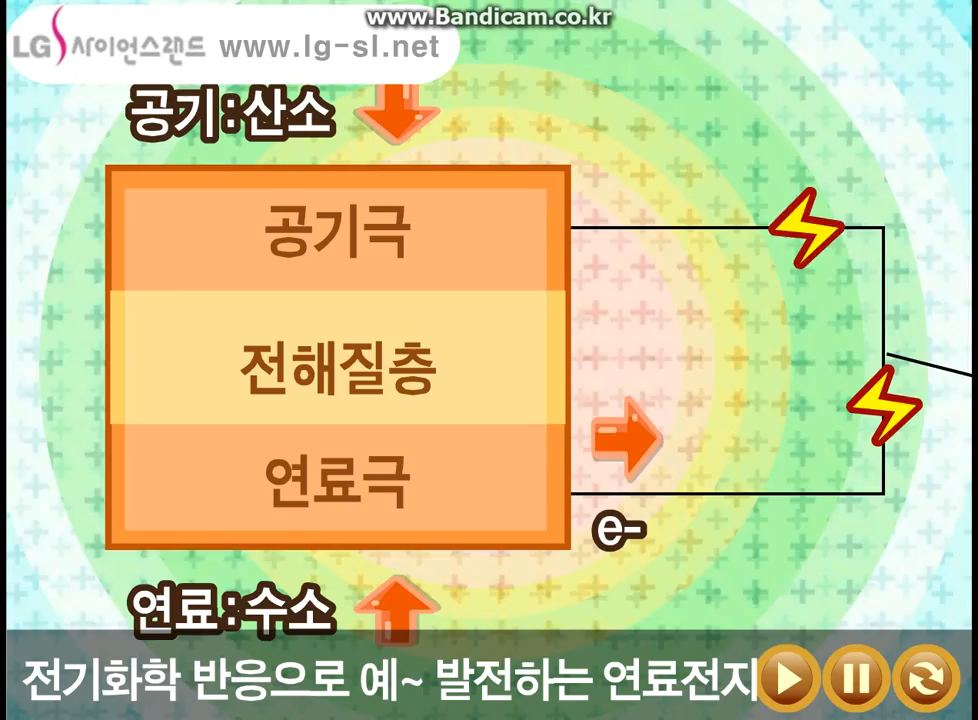 www.Bandicam.co.kr
LG 사이언스랜드 www.lg-sl.net
공기:산소
공기극
전해질층
연료극
e-
연료:수소
전기화학 반응으로 예~ 발전하는 연료전지